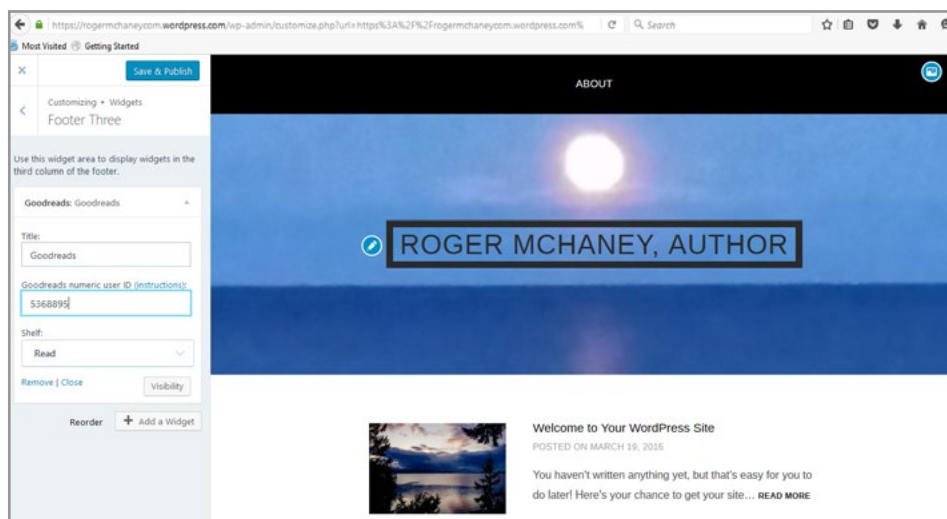 https://rogermchaneycom.wordpress.com/wp-admin/customize.php?url=https%3A%2F%2Frogermchaneycom.wordpress.com%
Search
Most Visited Getting Started
Save & Publish
Customizing • Widgets
Footer Three
Use this widget area to display widgets in the
third column of the footer.
Goodreads: Goodreads
Title:
Goodreads
Goodreads numeric user ID (instructions):
5368895
Shelf:
Read
Remove | Close
Visibility
Reorder
Add a Widget
ABOUT
ROGER MCHANEY, AUTHOR
Welcome to Your WordPress Site
POSTED ON MARCH 19, 2016
You haven't written anything yet, but that's easy for you to
do later! Here's your chance to get your site… READ MORE